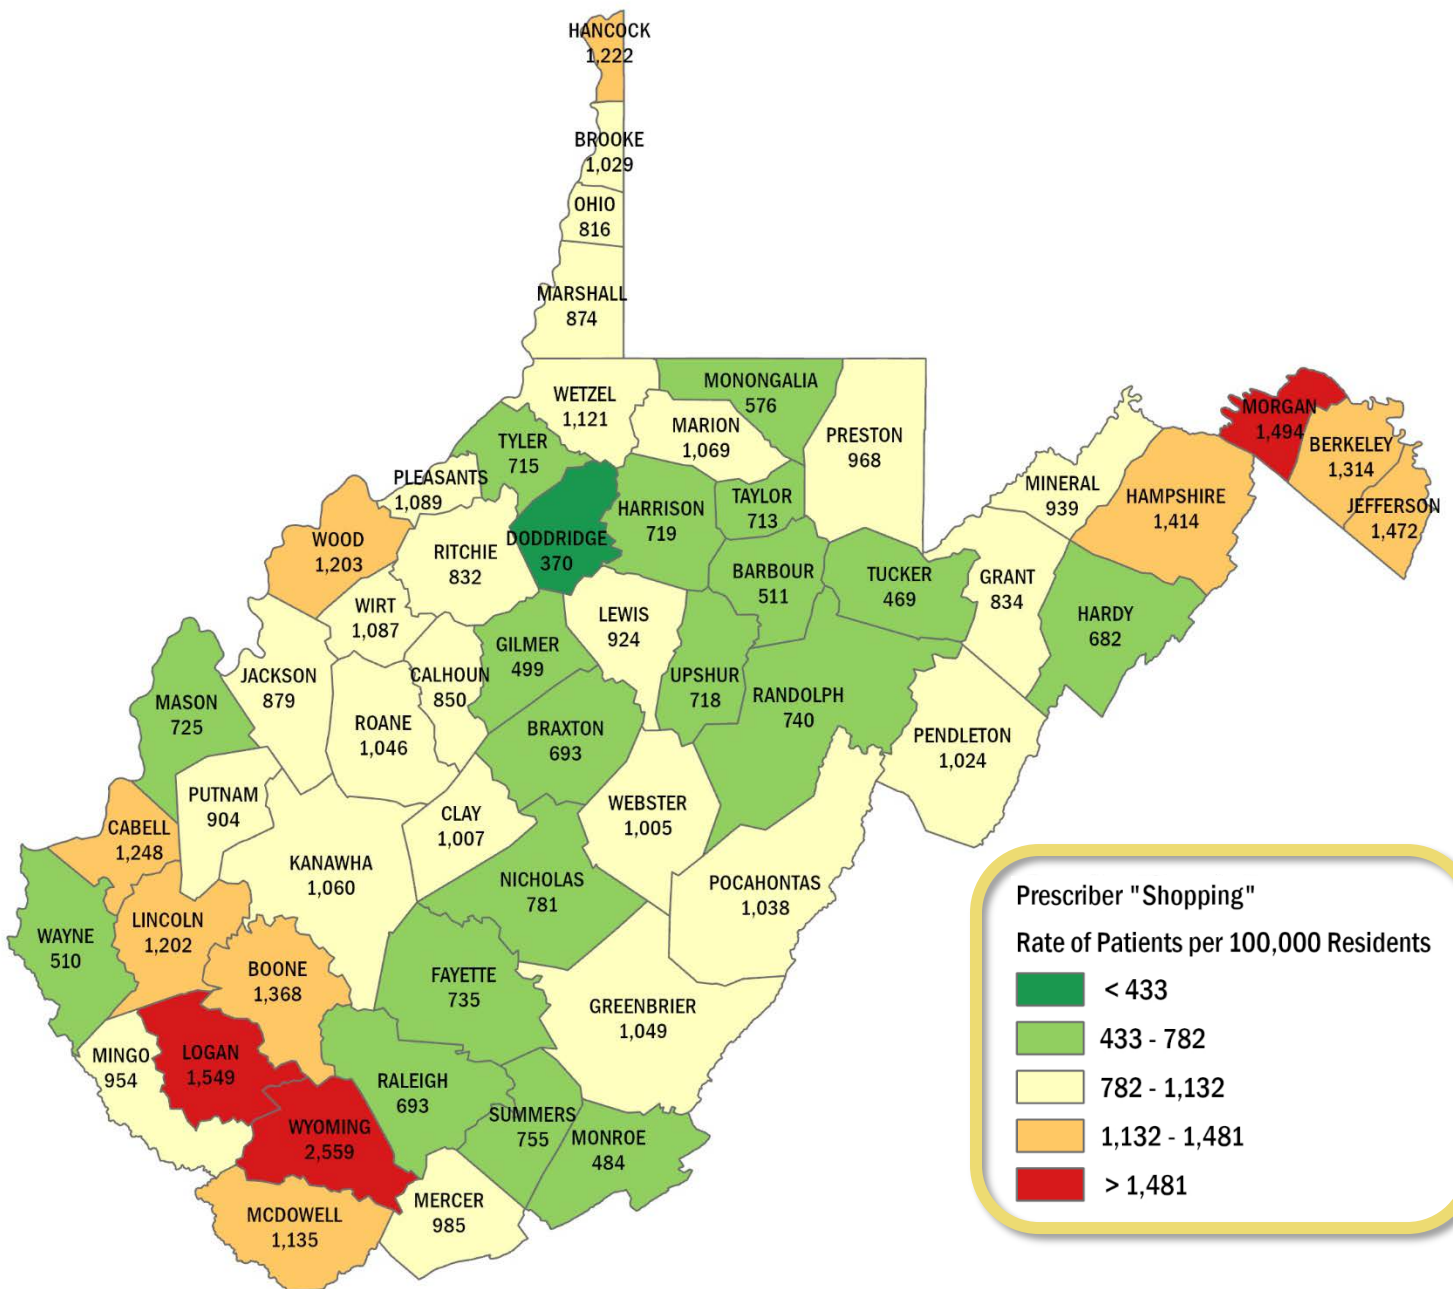 HANCOCK
1,222
BROOKE
1,029
OHIO
816
MARSHALL
874
WETZEL
1,121
MONONGALIA
576
MARION
1,069
PRESTON
968
TYLER
715
PLEASANTS
1,089
WOOD
1,203
RITCHIE
832
DODDRIDGE
370
HARRISON
719
TAYLOR
713
BARBOUR
511
TUCKER
469
GRANT
834
MINERAL
939
HAMPSHIRE
1,414
MORGAN
1,494
BERKELEY
1,314
JEFFERSON
1,472
HARDY
682
WIRT
1,087
LEWIS
924
GILMER
499
CALHOUN
850
JACKSON
879
MASON
725
ROANE
1,046
BRAXTON
693
UPSHUR
718
RANDOLPH
740
PENDLETON
1,024
PUTNAM
904
CABELL
1,248
KANAWHA
1,060
CLAY
1,007
WEBSTER
1,005
NICHOLAS
781
POCAHONTAS
1,038
WAYNE
510
LINCOLN
1,202
BOONE
1,368
FAYETTE
735
GREENBRIER
1,049
MINGO
954
LOGAN
1,549
RALEIGH
693
SUMMERS
755
MONROE
484
WYOMING
2,559
MCDOWELL
1,135
MERCER
985
Prescriber "Shopping"
Rate of Patients per 100,000 Residents
< 433
433 - 782
782 - 1,132
1,132 - 1,481
> 1,481